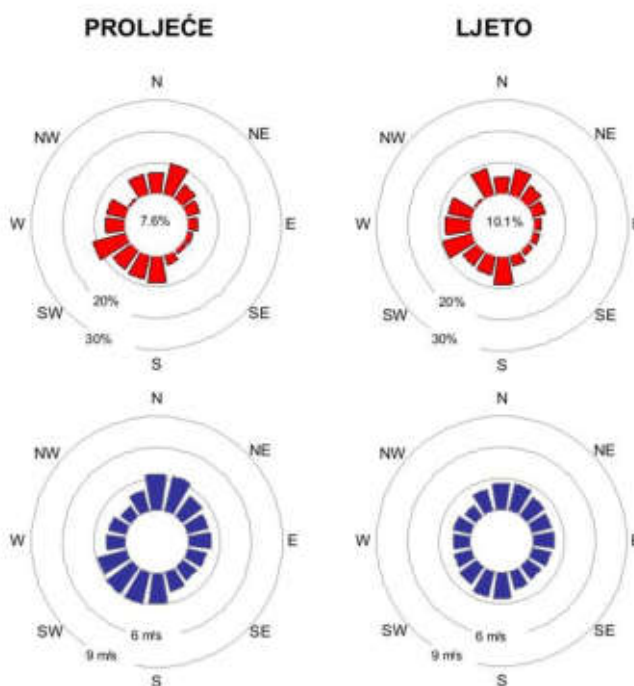 PROLJEĆE
LJETO
N
NW
NE
W
7.6%
E
20%
SW
SE
30%
S
N
NW
NE
W
10.1%
E
20%
SW
SE
30%
S
N
NW
NE
W
E
6 m/s
SW
SE
9 m/s
S
N
NW
NE
W
E
6 m/s
SW
SE
9 m/s
S